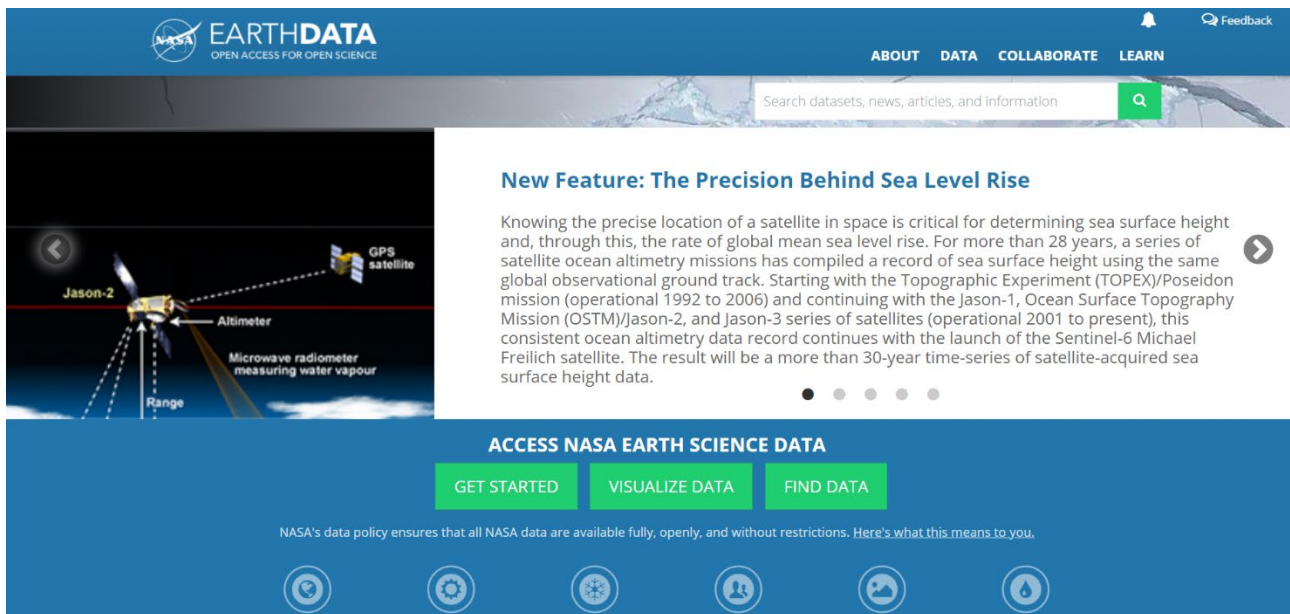 Feedback
NASA
EARTHDATA
OPEN ACCESS FOR OPEN SCIENCE
ABOUT DATA COLLABORATE LEARN
Search datasets, news, articles, and information
GPS
satellite
Jason-2
Altimeter
Microwave radiometer
measuring water vapour
Range
New Feature: The Precision Behind Sea Level Rise
Knowing the precise location of a satellite in space is critical for determining sea surface height
and, through this, the rate of global mean sea level rise. For more than 28 years, a series of
satellite ocean altimetry missions has compiled a record of sea surface height using the same
global observational ground track. Starting with the Topographic Experiment (TOPEX)/Poseidon
mission (operational 1992 to 2006) and continuing with the Jason-1, Ocean Surface Topography
Mission (OSTM)/Jason-2, and Jason-3 series of satellites (operational 2001 to present), this
consistent ocean altimetry data record continues with the launch of the Sentinel-6 Michael
Freilich satellite. The result will be a more than 30-year time-series of satellite-acquired sea
surface height data.
ACCESS NASA EARTH SCIENCE DATA
GET STARTED VISUALIZE DATA FIND DATA
NASA's data policy ensures that all NASA data are available fully, openly, and without restrictions. Here's what this means to you.